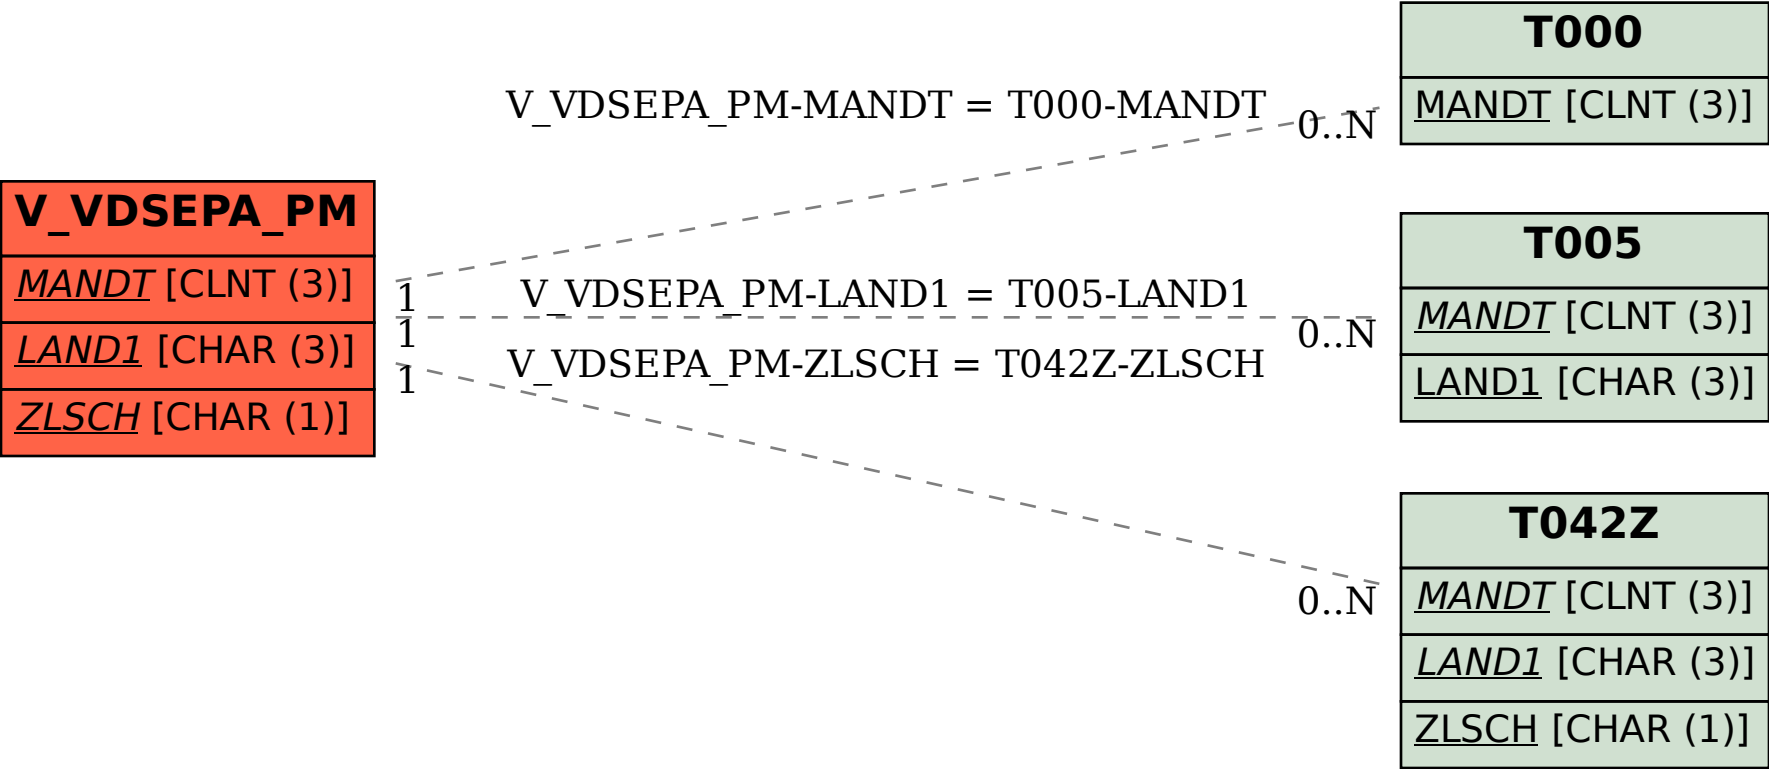 V_VDSEPA_PM
MANDT [CLNT (3)]
LAND1 [CHAR (3)]
ZLSCH [CHAR (1)]
V_VDSEPA_PM-MANDT = T000-MANDT
0..N
1
V_VDSEPA_PM-LAND1 = T005-LAND1
0..N
1
V_VDSEPA_PM-ZLSCH = T042Z-ZLSCH
0..N
1
T000
MANDT [CLNT (3)]
T005
MANDT [CLNT (3)]
LAND1 [CHAR (3)]
T042Z
MANDT [CLNT (3)]
LAND1 [CHAR (3)]
ZLSCH [CHAR (1)]